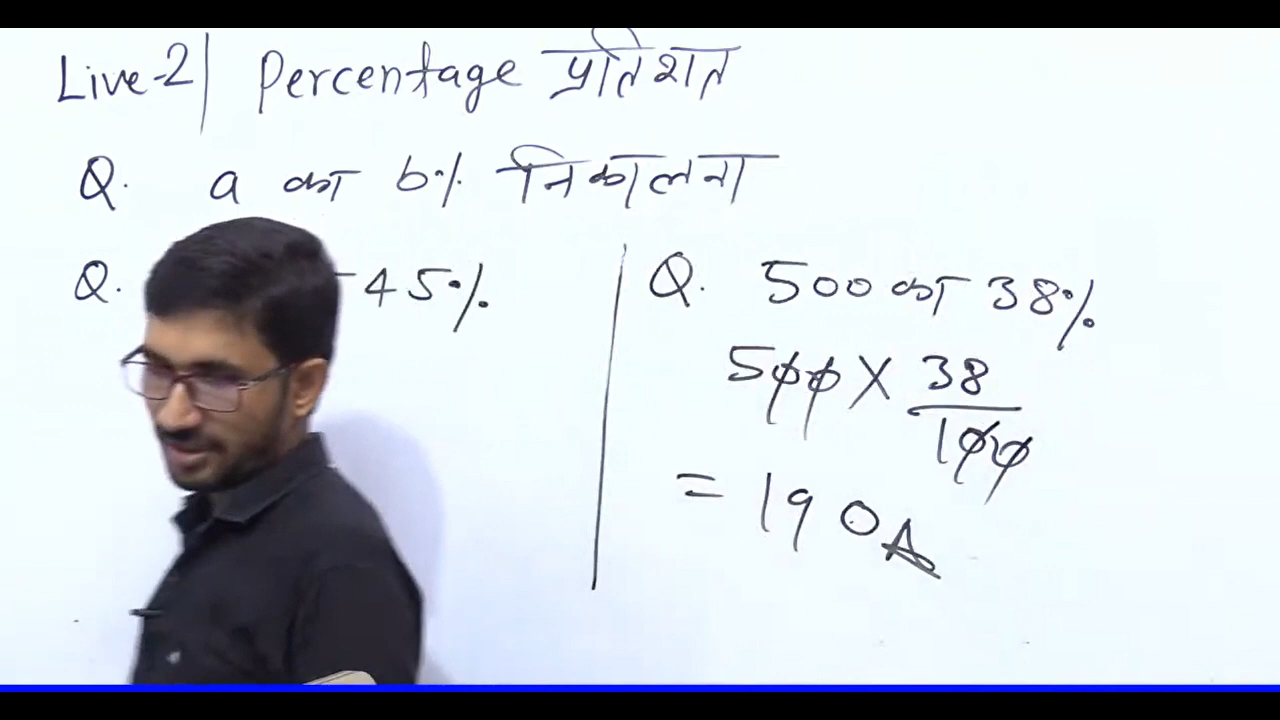 Live-2| Percentage प्रतिशत
Q. a का b% निकालना
Q. 45%
Q. 500 का 38%
500 × 38/100
= 190 A